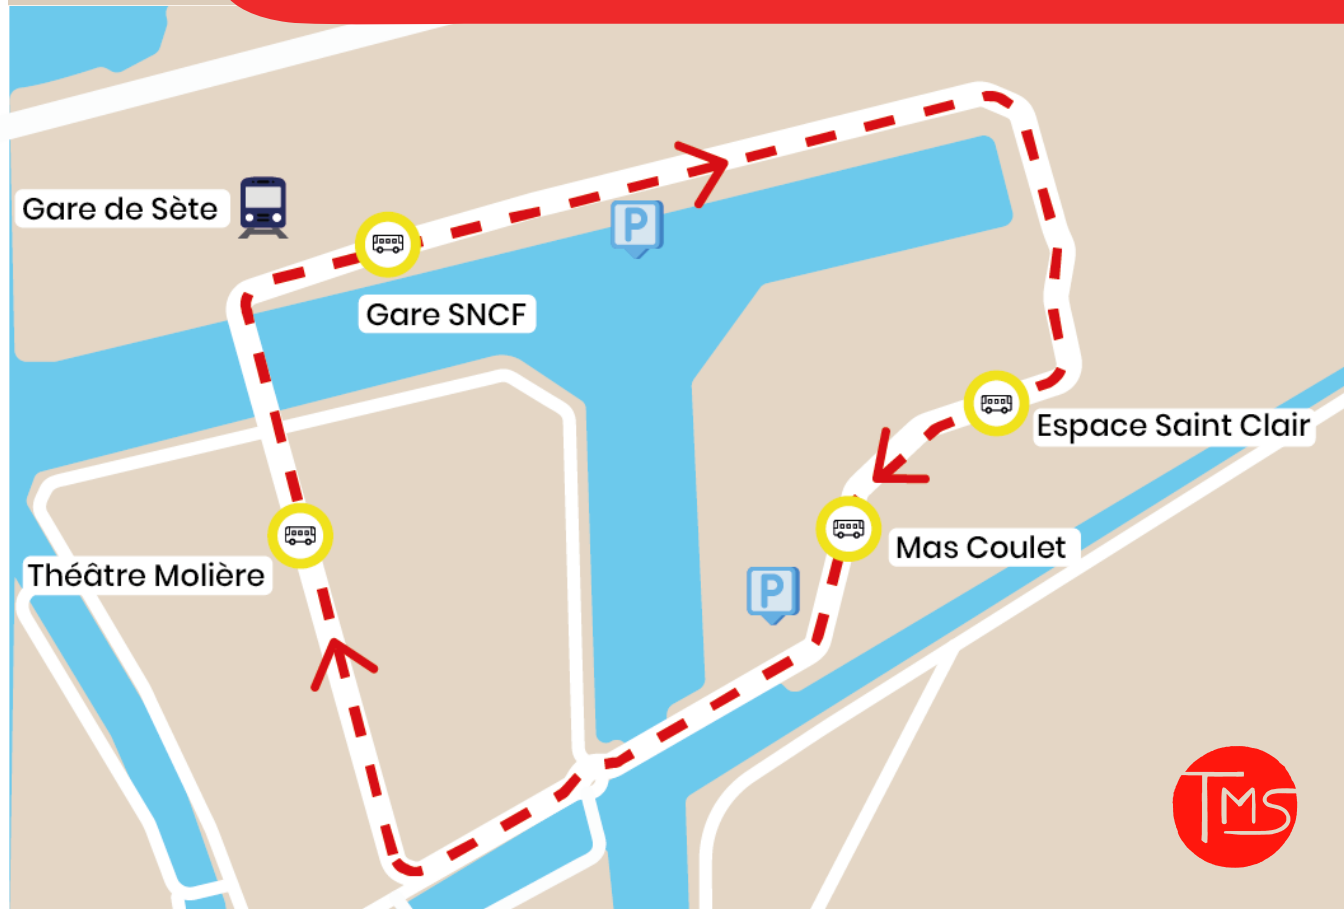 Gare de Sète
P
Gare SNCF
Espace Saint Clair
Mas Coulet
Théâtre Molière
P
TMS